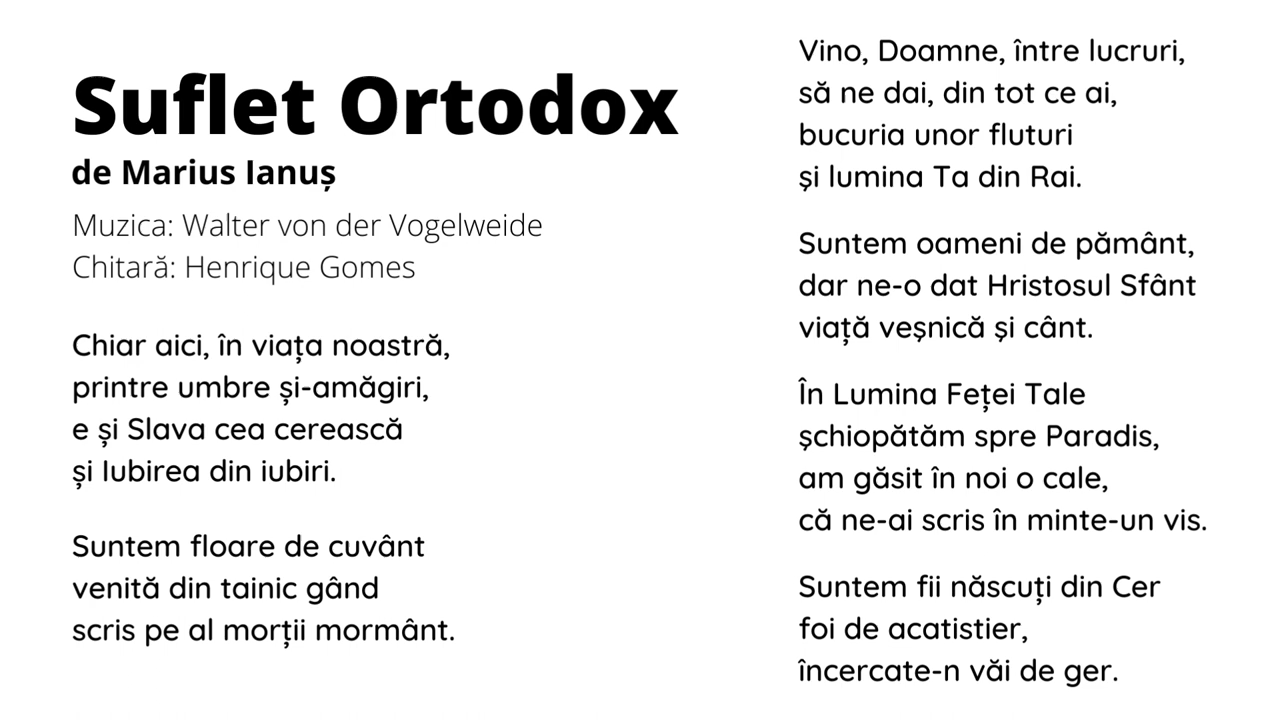 Suflet Ortodox
de Marius Ianuș
Muzica: Walter von der Vogelweide
Chitară: Henrique Gomes
Chiar aici, în viața noastră,
printre umbre și-amăgiri,
e și Slava cea cerească
și Iubirea din iubiri.
Suntem floare de cuvânt
venită din tainic gând
scris pe al morții mormânt.
Vino, Doamne, între lucruri,
să ne dai, din tot ce ai,
bucuria unor fluturi
și lumina Ta din Rai.
Suntem oameni de pământ,
dar ne-o dat Hristosul Sfânt
viață veșnică și cânt.
În Lumina Feței Tale
șchiopătăm spre Paradis,
am găsit în noi o cale,
că ne-ai scris în minte-un vis.
Suntem fii născuți din Cer
foi de acatistier,
încercate-n văi de ger.